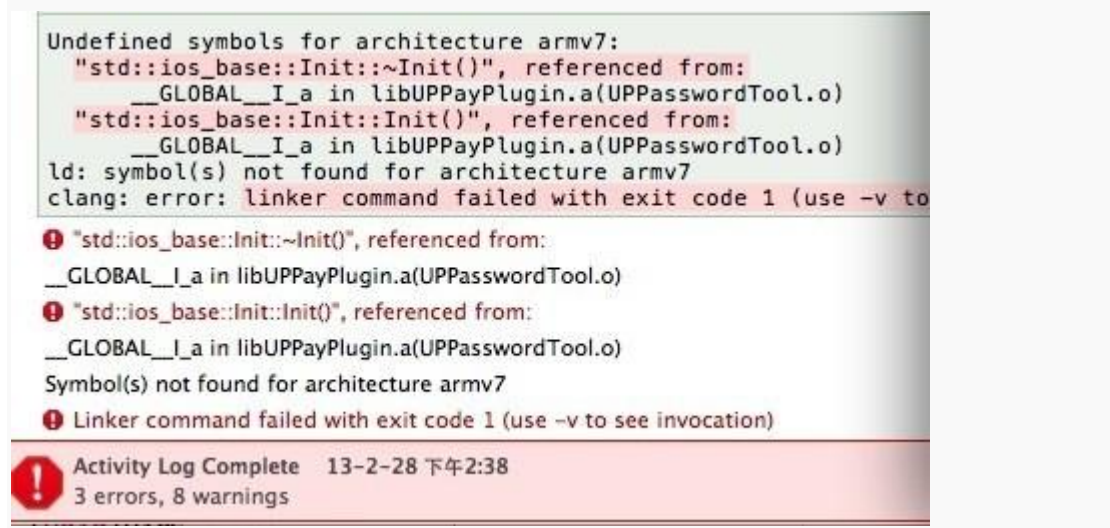 Undefined symbols for architecture armv7:
"std::ios_base::Init::~Init()", referenced from:
__GLOBAL__I_a in libUPPayPlugin.a(UPPasswordTool.o)
"std::ios_base::Init::Init()", referenced from:
__GLOBAL__I_a in libUPPayPlugin.a(UPPasswordTool.o)
ld: symbol(s) not found for architecture armv7
clang: error: linker command failed with exit code 1 (use -v to
"std::ios_base::Init::~Init()", referenced from:
__GLOBAL__I_a in libUPPayPlugin.a(UPPasswordTool.o)
"std::ios_base::Init::Init()", referenced from:
__GLOBAL__I_a in libUPPayPlugin.a(UPPasswordTool.o)
Symbol(s) not found for architecture armv7
Linker command failed with exit code 1 (use -v to see invocation)
Activity Log Complete 13-2-28 下午2:38
3 errors, 8 warnings